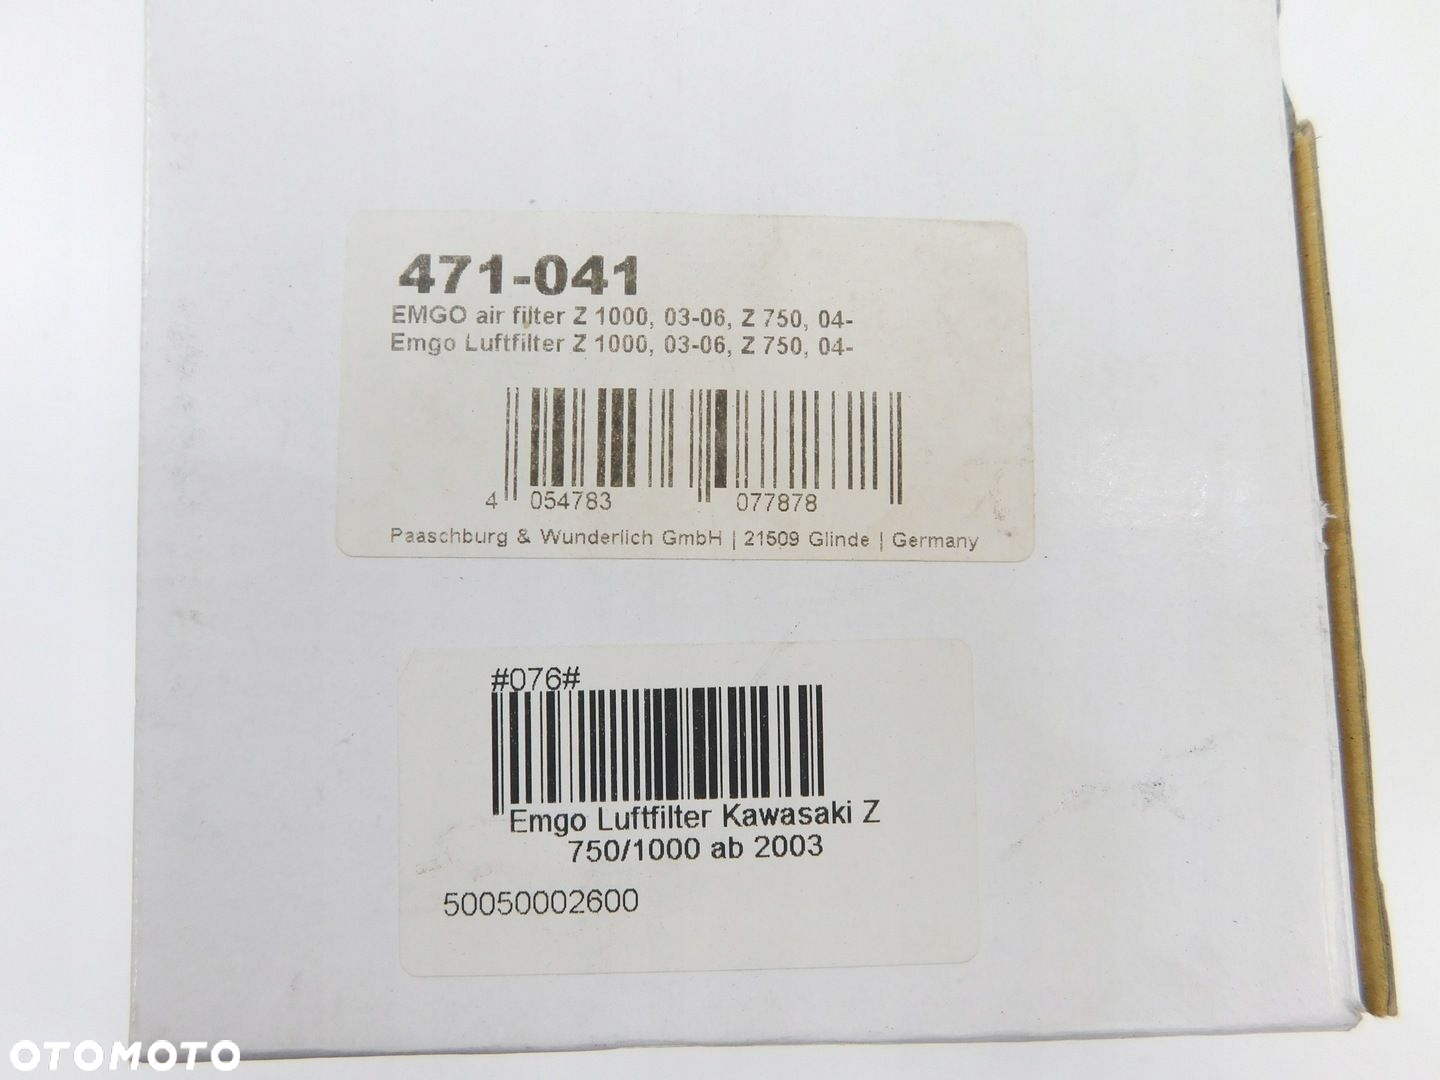 471-041
EMGO air filter Z 1000, 03-06, Z 750, 04-
Emgo Luftfilter Z 1000, 03-06, Z 750, 04-
4 054783 077878
Paaschburg & Wunderlich GmbH | 21509 Glinde | Germany
#076#
Emgo Luftfilter Kawasaki Z
750/1000 ab 2003
50050002600
OTOMOTO